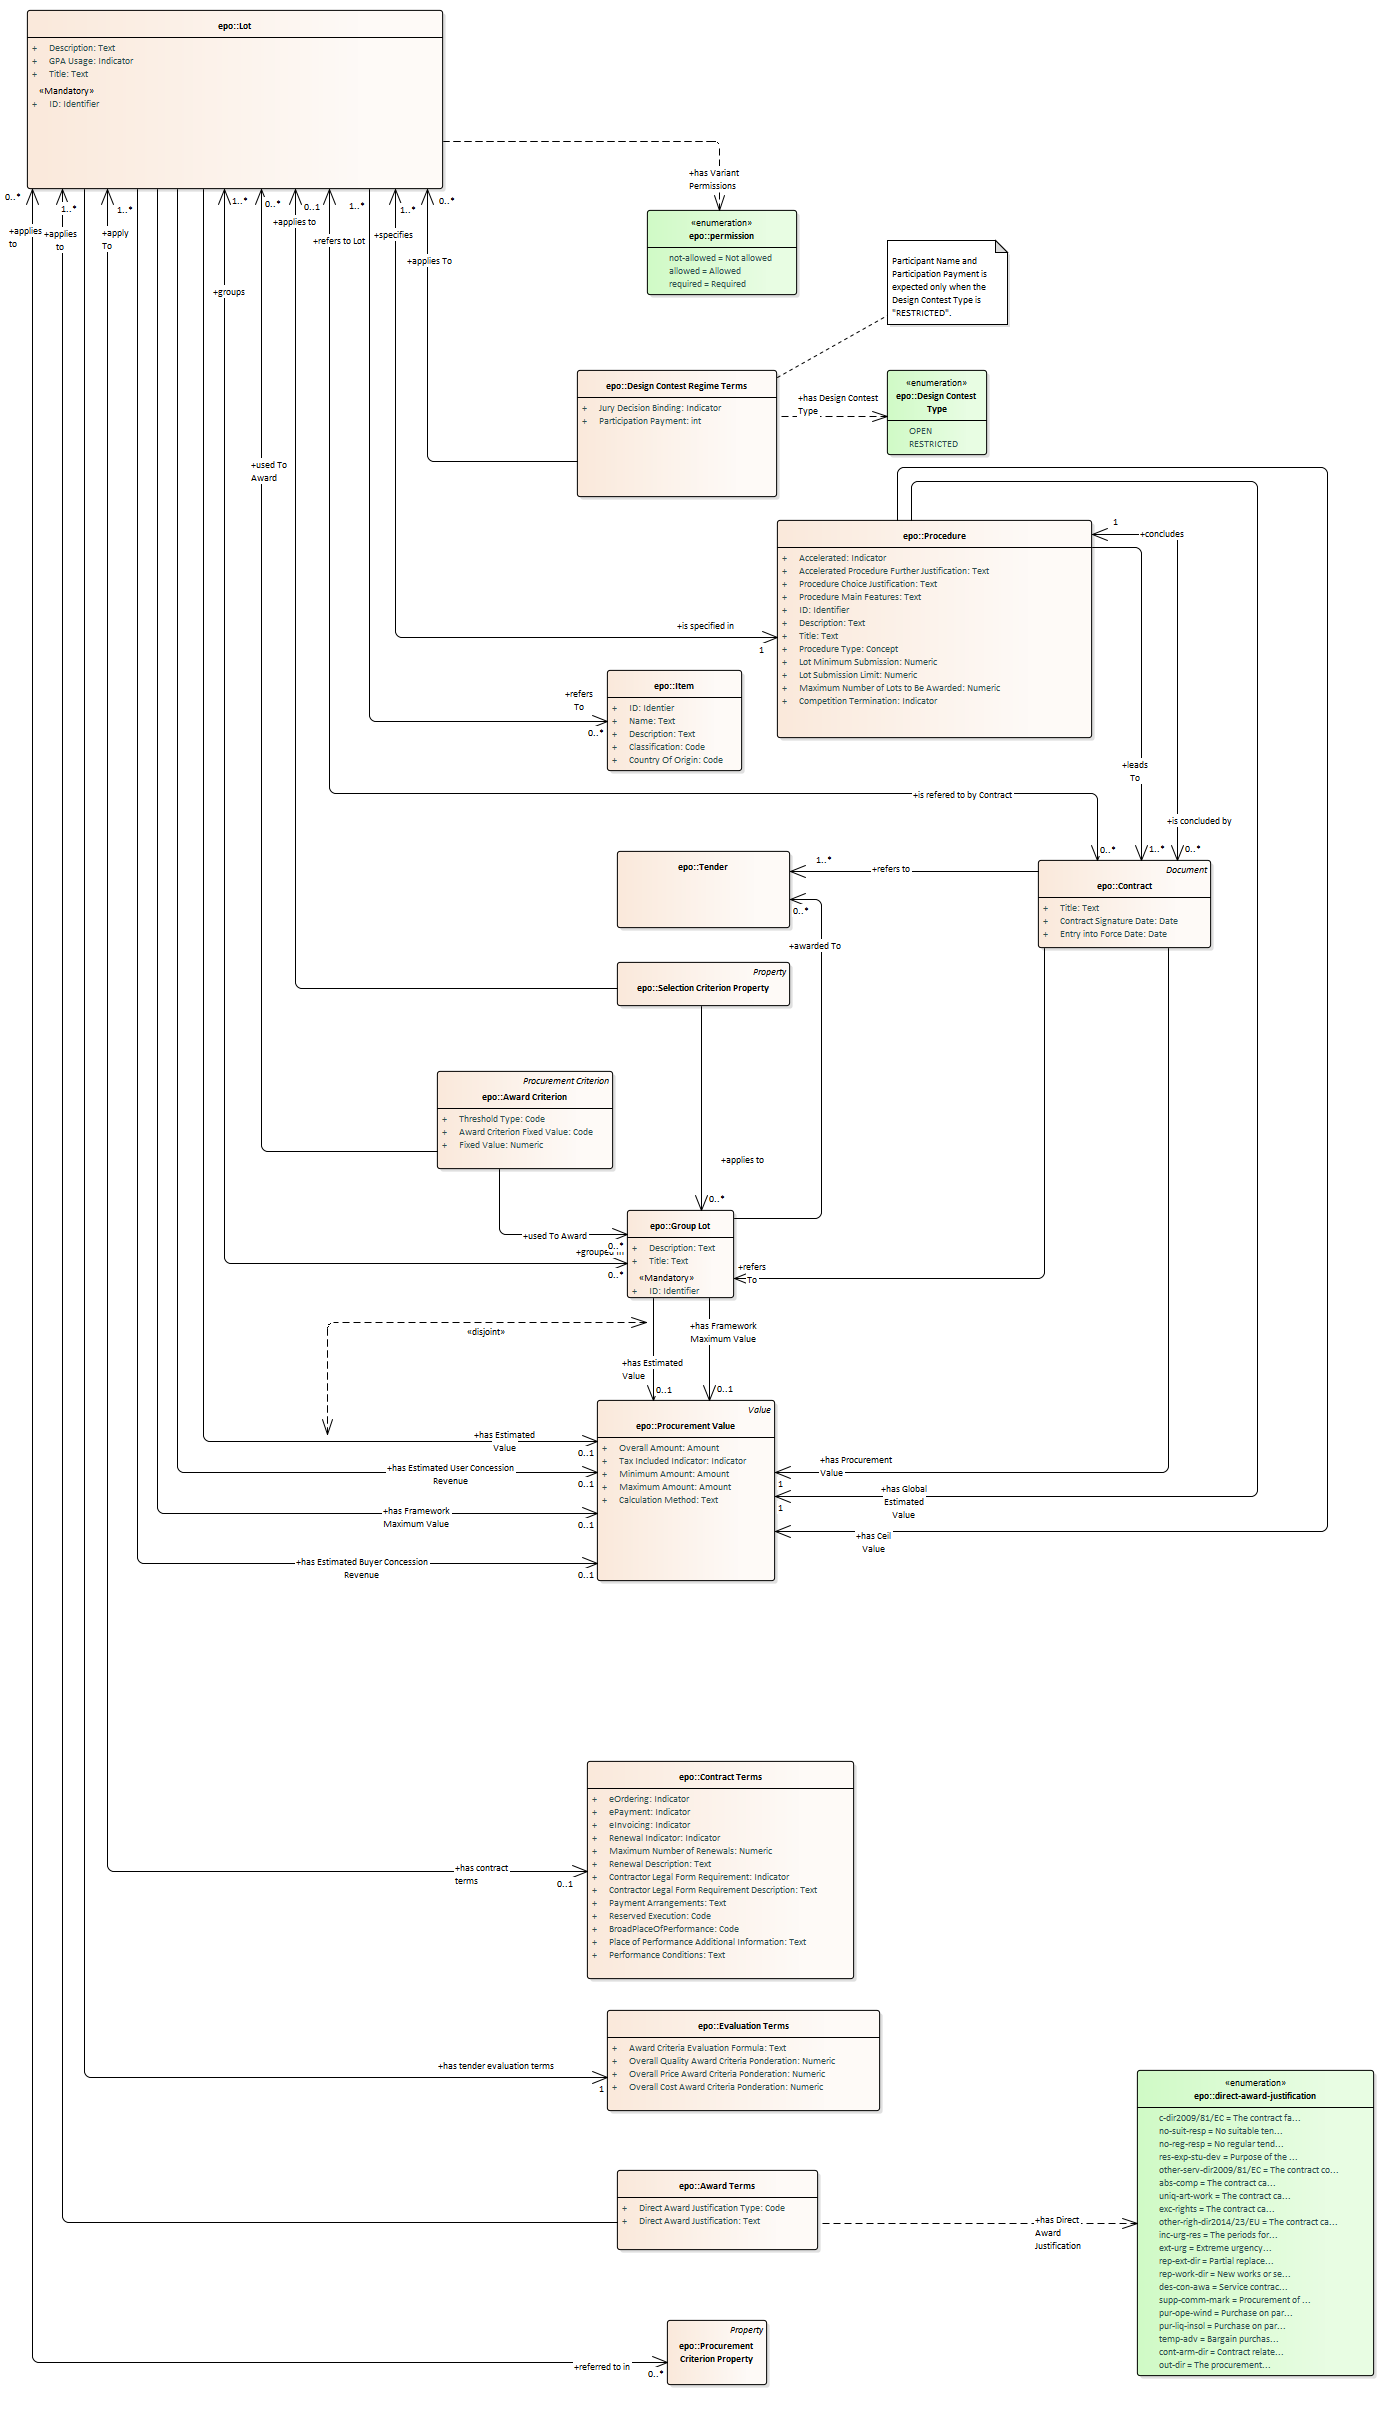 epo::Lot
+ Description: Text
+ GPA Usage: Indicator
+ Title: Text
«Mandatory»
+ ID: Identifier
+has Variant
Permissions
0..*
1..*
1..*
1..*
0..*
0..1
1..*
1..*
0..*
+applies
to
+applies
to
+apply
To
+groups
+used To
Award
+applies to
+refers to Lot
+specifies
+applies To
«enumeration»
epo::permission
not-allowed = Not allowed
allowed = Allowed
required = Required
Participant Name and
Participation Payment is
expected only when the
Design Contest Type is
"RESTRICTED".
epo::Design Contest Regime Terms
+ Jury Decision Binding: Indicator
+ Participation Payment: int
+has Design Contest
Type
«enumeration»
epo::Design Contest
Type
OPEN
RESTRICTED
epo::Procedure
+ Accelerated: Indicator
+ Accelerated Procedure Further Justification: Text
+ Procedure Choice Justification: Text
+ Procedure Main Features: Text
+ ID: Identifier
+ Description: Text
+ Title: Text
+ Procedure Type: Concept
+ Lot Minimum Submission: Numeric
+ Lot Submission Limit: Numeric
+ Maximum Number of Lots to Be Awarded: Numeric
+ Competition Termination: Indicator
1
+concludes
+is specified in
1
epo::Item
+ ID: Identier
+ Name: Text
+ Description: Text
+ Classification: Code
+ Country Of Origin: Code
+refers
To
0..*
+leads
To
+is refered to by Contract
+is concluded by
0..*
1..*
0..*
Document
epo::Contract
+ Title: Text
+ Contract Signature Date: Date
+ Entry into Force Date: Date
epo::Tender
1..*
+refers to
0..*
+awarded To
Property
epo::Selection Criterion Property
Procurement Criterion
epo::Award Criterion
+ Threshold Type: Code
+ Award Criterion Fixed Value: Code
+ Fixed Value: Numeric
+applies to
0..*
epo::Group Lot
+ Description: Text
+ Title: Text
«Mandatory»
+ ID: Identifier
+used To Award
0..*
+grouped in
0..*
+refers
To
«disjoint»
+has Framework
Maximum Value
+has Estimated
Value
0..1
0..1
Value
epo::Procurement Value
+ Overall Amount: Amount
+ Tax Included Indicator: Indicator
+ Minimum Amount: Amount
+ Maximum Amount: Amount
+ Calculation Method: Text
+has Estimated
Value
0..1
+has Estimated User Concession
Revenue
0..1
+has Framework
Maximum Value
0..1
+has Estimated Buyer Concession
Revenue
0..1
+has Procurement
Value
1
+has Global
Estimated
Value
1
+has Ceil
Value
epo::Contract Terms
+ eOrdering: Indicator
+ ePayment: Indicator
+ eInvoicing: Indicator
+ Renewal Indicator: Indicator
+ Maximum Number of Renewals: Numeric
+ Renewal Description: Text
+ Contractor Legal Form Requirement: Indicator
+ Contractor Legal Form Requirement Description: Text
+ Payment Arrangements: Text
+ Reserved Execution: Code
+ BroadPlaceOfPerformance: Code
+ Place of Performance Additional Information: Text
+ Performance Conditions: Text
+has contract
terms
0..1
epo::Evaluation Terms
+ Award Criteria Evaluation Formula: Text
+ Overall Quality Award Criteria Ponderation: Numeric
+ Overall Price Award Criteria Ponderation: Numeric
+ Overall Cost Award Criteria Ponderation: Numeric
+has tender evaluation terms
1
epo::Award Terms
+ Direct Award Justification Type: Code
+ Direct Award Justification: Text
+has Direct
Award
Justification
«enumeration»
epo::direct-award-justification
c-dir2009/81/EC = The contract fa...
no-suit-resp = No suitable ten...
no-reg-resp = No regular tend...
res-exp-stu-dev = Purpose of the ...
other-serv-dir2009/81/EC = The contract co...
abs-comp = The contract ca...
uniq-art-work = The contract ca...
exc-rights = The contract ca...
other-righ-dir2014/23/EU = The contract ca...
inc-urg-res = The periods for...
ext-urg = Extreme urgency...
rep-ext-dir = Partial replace...
rep-work-dir = New works or se...
des-con-awa = Service contrac...
supp-comm-mark = Procurement of ...
pur-ope-wind = Purchase on par...
pur-liq-insol = Purchase on par...
temp-adv = Bargain purchas...
cont-arm-dir = Contract relate...
out-dir = The procurement...
Property
epo::Procurement
Criterion Property
+referred to in
0..*